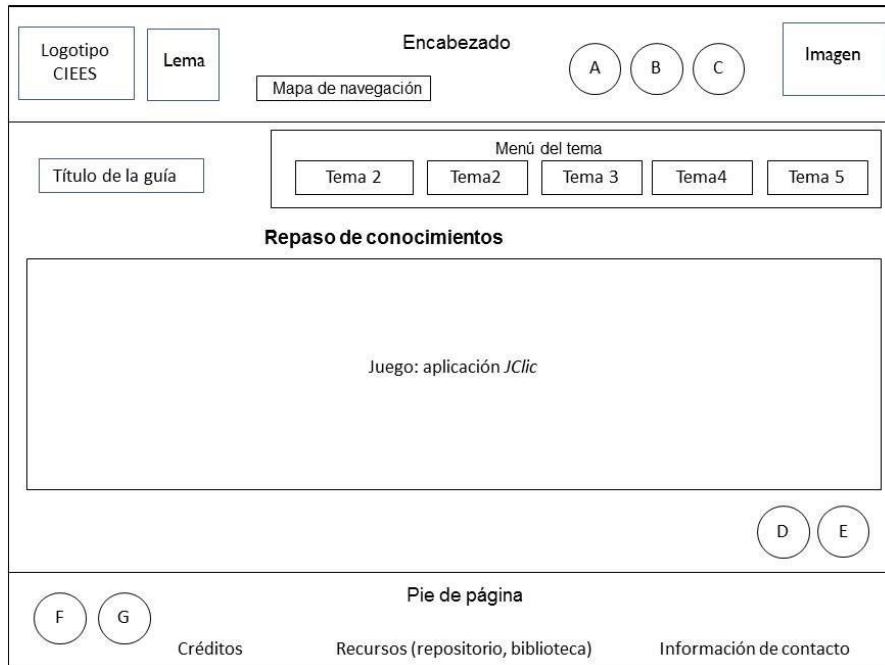 Logotipo
CIEES
Lema
Encabezado
Mapa de navegación
A
B
C
Imagen
Título de la guía
Menú del tema
Tema 2
Tema2
Tema 3
Tema4
Tema 5
Repaso de conocimientos
Juego: aplicación JClic
D
E
F
G
Pie de página
Créditos
Recursos (repositorio, biblioteca)
Información de contacto